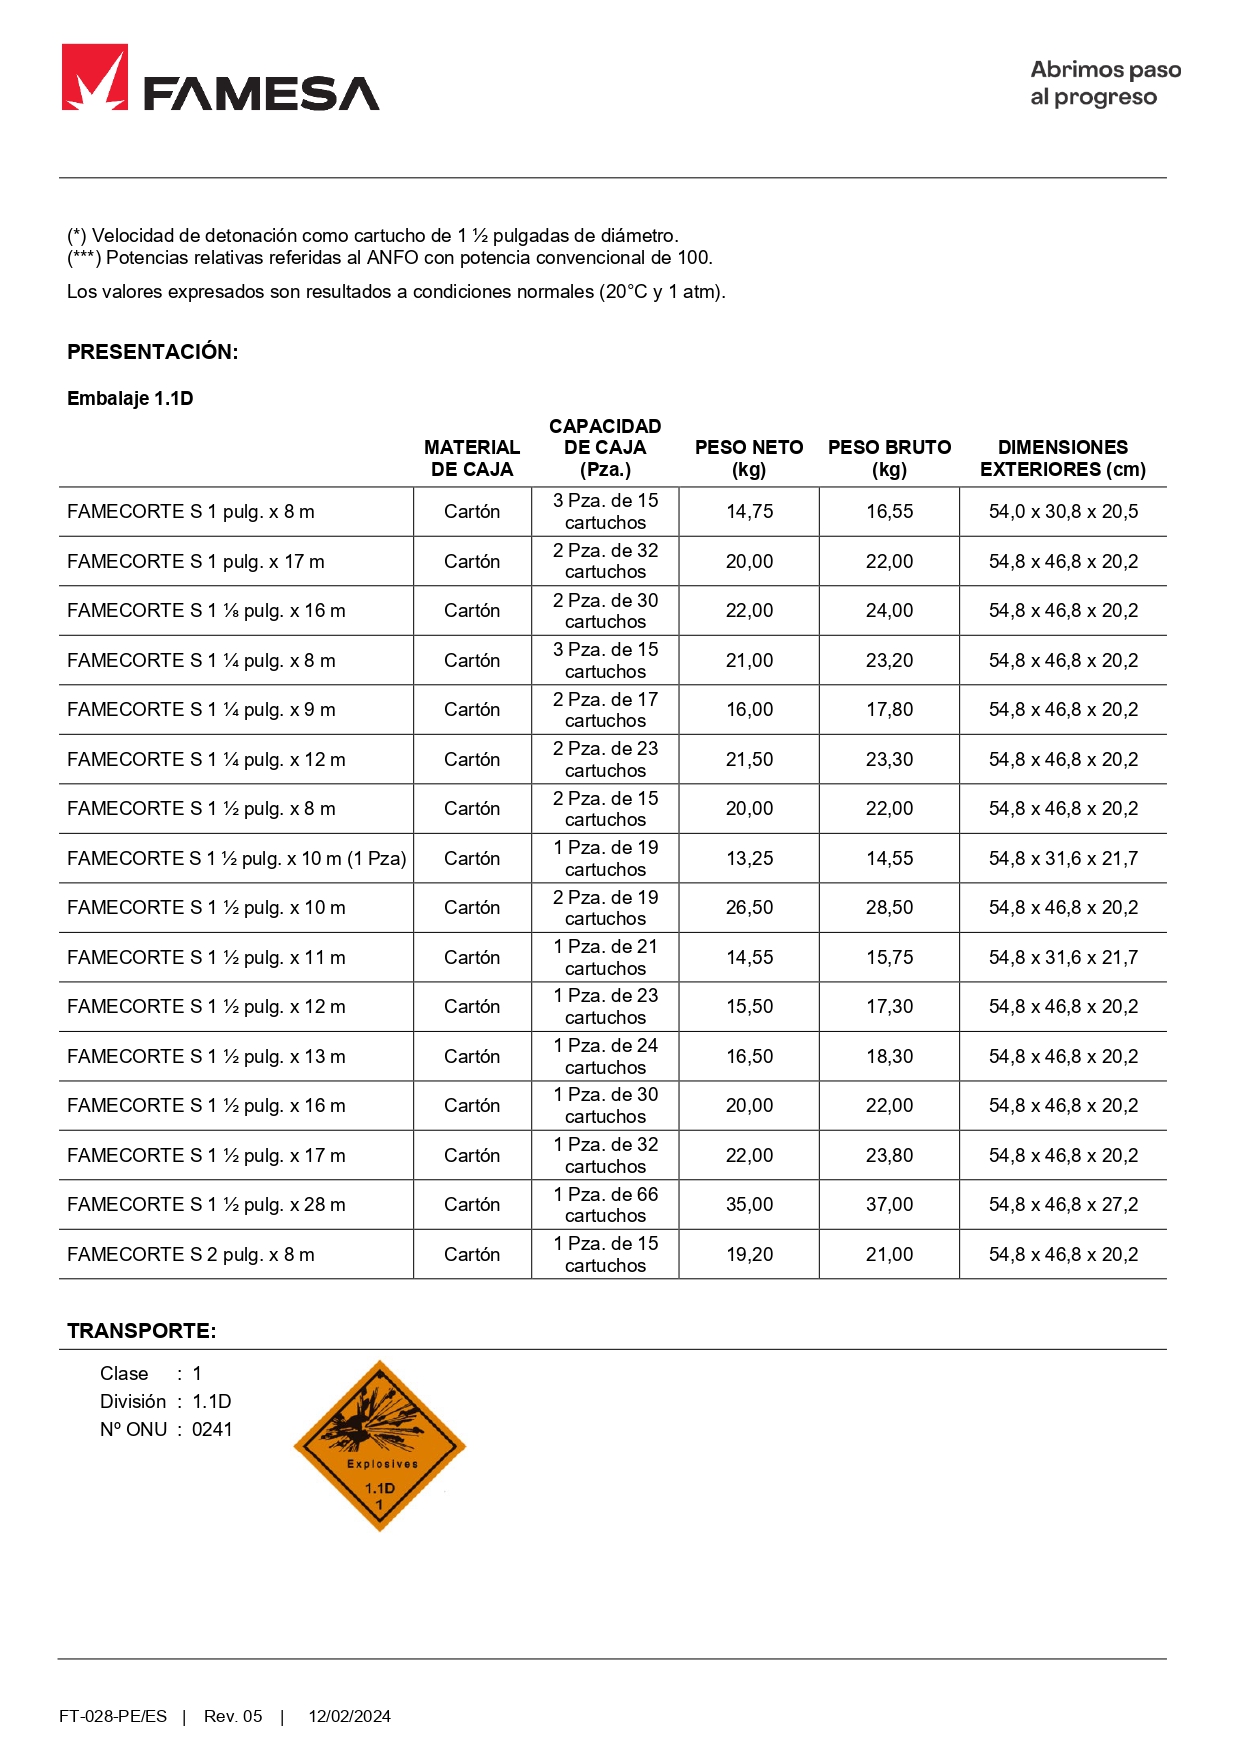 FAMESA
Abrimos paso
al progreso
(*) Velocidad de detonación como cartucho de 1 ½ pulgadas de diámetro.
(***) Potencias relativas referidas al ANFO con potencia convencional de 100.
Los valores expresados son resultados a condiciones normales (20°C y 1 atm).
PRESENTACIÓN:
Embalaje 1.1D
MATERIAL DE CAJA | CAPACIDAD DE CAJA (Pza.) | PESO NETO (kg) | PESO BRUTO (kg) | DIMENSIONES EXTERIORES (cm)
FAMECORTE S 1 pulg. x 8 m | Cartón | 3 Pza. de 15 cartuchos | 14,75 | 16,55 | 54,0 x 30,8 x 20,5
FAMECORTE S 1 pulg. x 17 m | Cartón | 2 Pza. de 32 cartuchos | 20,00 | 22,00 | 54,8 x 46,8 x 20,2
FAMECORTE S 1 ⅛ pulg. x 16 m | Cartón | 2 Pza. de 30 cartuchos | 22,00 | 24,00 | 54,8 x 46,8 x 20,2
FAMECORTE S 1 ¼ pulg. x 8 m | Cartón | 3 Pza. de 15 cartuchos | 21,00 | 23,20 | 54,8 x 46,8 x 20,2
FAMECORTE S 1 ¼ pulg. x 9 m | Cartón | 2 Pza. de 17 cartuchos | 16,00 | 17,80 | 54,8 x 46,8 x 20,2
FAMECORTE S 1 ¼ pulg. x 12 m | Cartón | 2 Pza. de 23 cartuchos | 21,50 | 23,30 | 54,8 x 46,8 x 20,2
FAMECORTE S 1 ½ pulg. x 8 m | Cartón | 2 Pza. de 15 cartuchos | 20,00 | 22,00 | 54,8 x 46,8 x 20,2
FAMECORTE S 1 ½ pulg. x 10 m (1 Pza) | Cartón | 1 Pza. de 19 cartuchos | 13,25 | 14,55 | 54,8 x 31,6 x 21,7
FAMECORTE S 1 ½ pulg. x 10 m | Cartón | 2 Pza. de 19 cartuchos | 26,50 | 28,50 | 54,8 x 46,8 x 20,2
FAMECORTE S 1 ½ pulg. x 11 m | Cartón | 1 Pza. de 21 cartuchos | 14,55 | 15,75 | 54,8 x 31,6 x 21,7
FAMECORTE S 1 ½ pulg. x 12 m | Cartón | 1 Pza. de 23 cartuchos | 15,50 | 17,30 | 54,8 x 46,8 x 20,2
FAMECORTE S 1 ½ pulg. x 13 m | Cartón | 1 Pza. de 24 cartuchos | 16,50 | 18,30 | 54,8 x 46,8 x 20,2
FAMECORTE S 1 ½ pulg. x 16 m | Cartón | 1 Pza. de 30 cartuchos | 20,00 | 22,00 | 54,8 x 46,8 x 20,2
FAMECORTE S 1 ½ pulg. x 17 m | Cartón | 1 Pza. de 32 cartuchos | 22,00 | 23,80 | 54,8 x 46,8 x 20,2
FAMECORTE S 1 ½ pulg. x 28 m | Cartón | 1 Pza. de 66 cartuchos | 35,00 | 37,00 | 54,8 x 46,8 x 27,2
FAMECORTE S 2 pulg. x 8 m | Cartón | 1 Pza. de 15 cartuchos | 19,20 | 21,00 | 54,8 x 46,8 x 20,2
TRANSPORTE:
Clase : 1
División : 1.1D
Nº ONU : 0241
Explosives
1.1D
1
FT-028-PE/ES | Rev. 05 | 12/02/2024